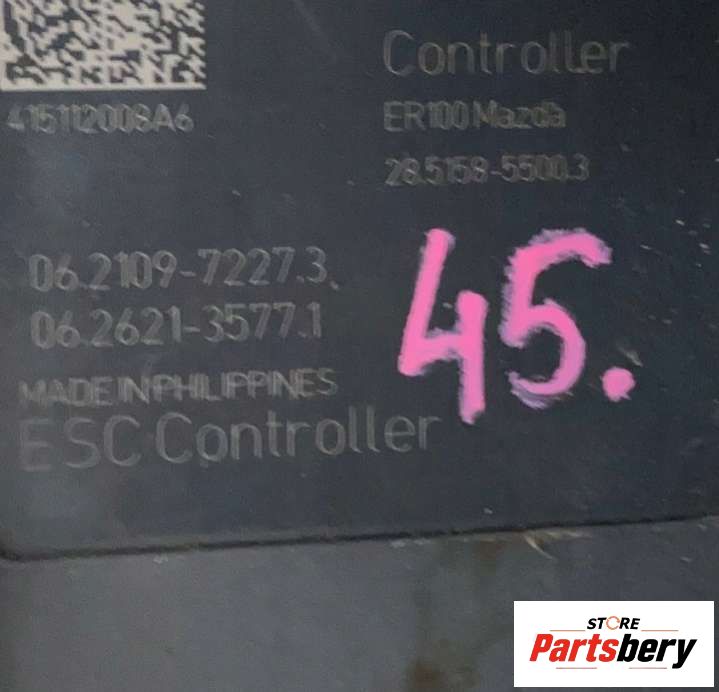 Controller
415112008A6
ER100 Mazda
28.5158-5500.3
06.2109-7227.3
06.2621-3577.1
45.
MADE IN PHILIPPINES
ESC Controller
STORE
Partsbery